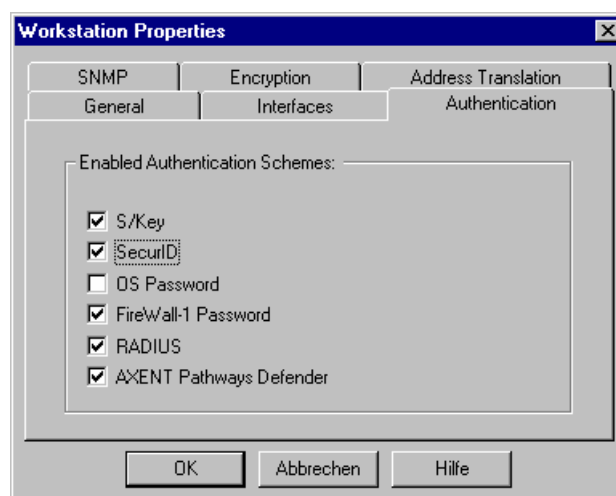 Workstation Properties
SNMP Encryption Address Translation
General Interfaces Authentication
Enabled Authentication Schemes:
S/Key
SecurID
OS Password
FireWall-1 Password
RADIUS
AXENT Pathways Defender
OK Abbrechen Hilfe